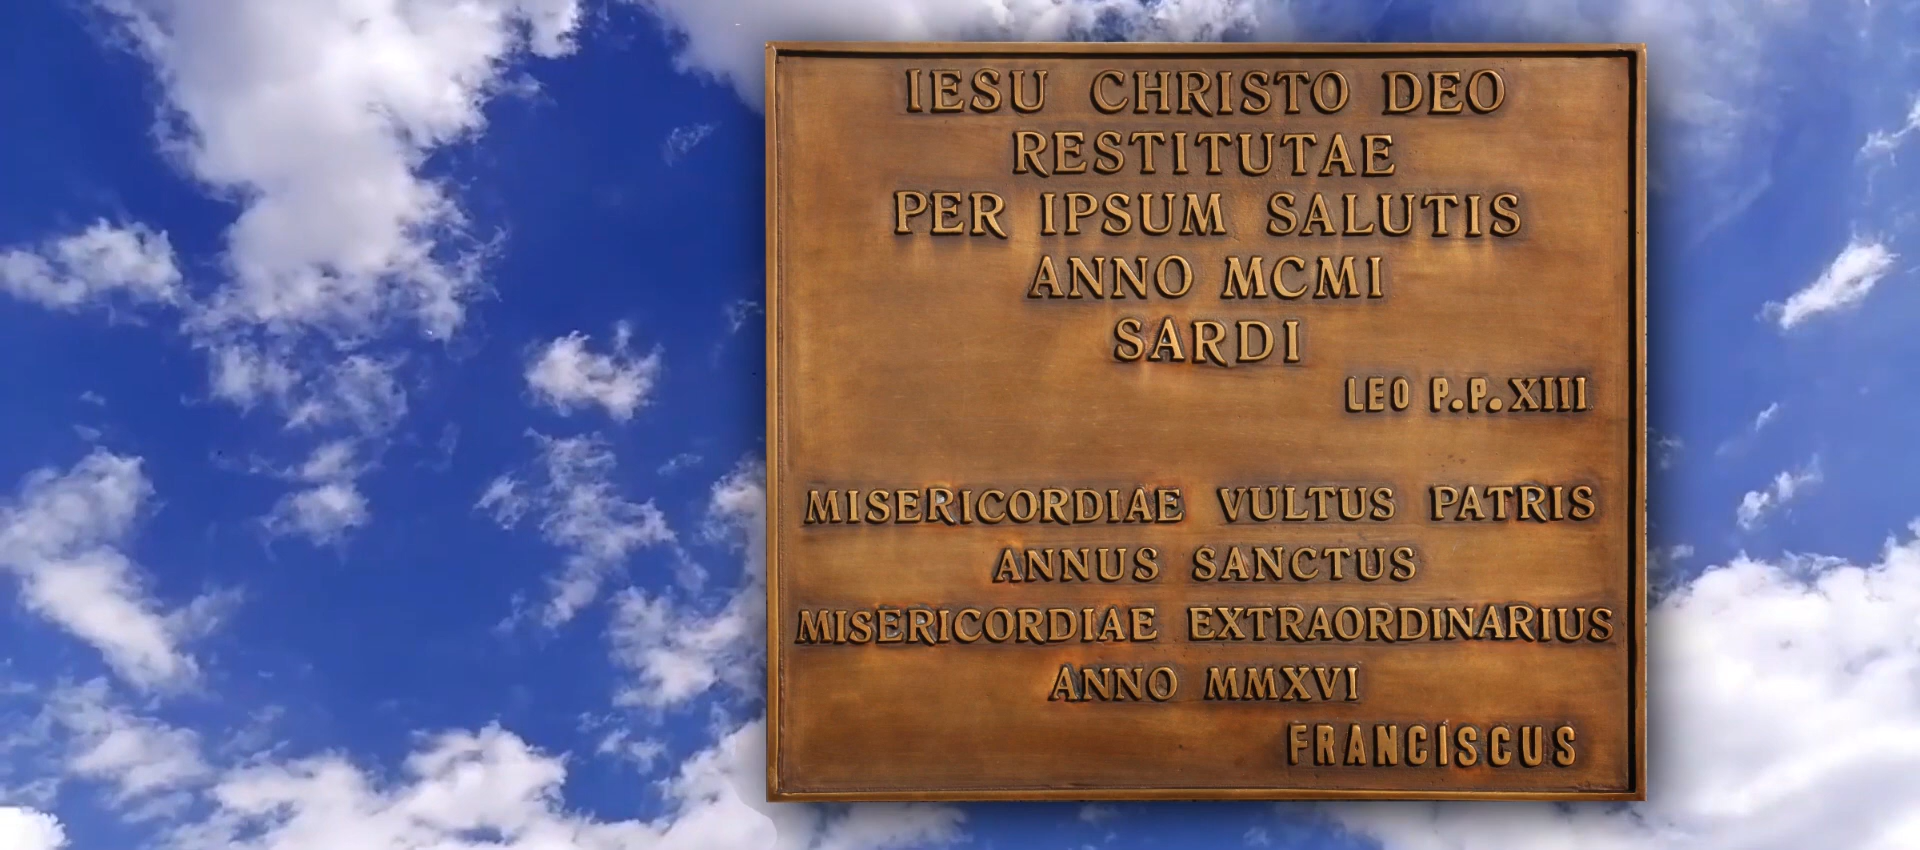 IESU CHRISTO DEO
RESTITUTAE
PER IPSUM SALUTIS
ANNO MCMI
SARDI
LEO P.P. XIII
MISERICORDIAE VULTUS PATRIS
ANNUS SANCTUS
MISERICORDIAE EXTRAORDINARIUS
ANNO MMXVI
FRANCISCUS